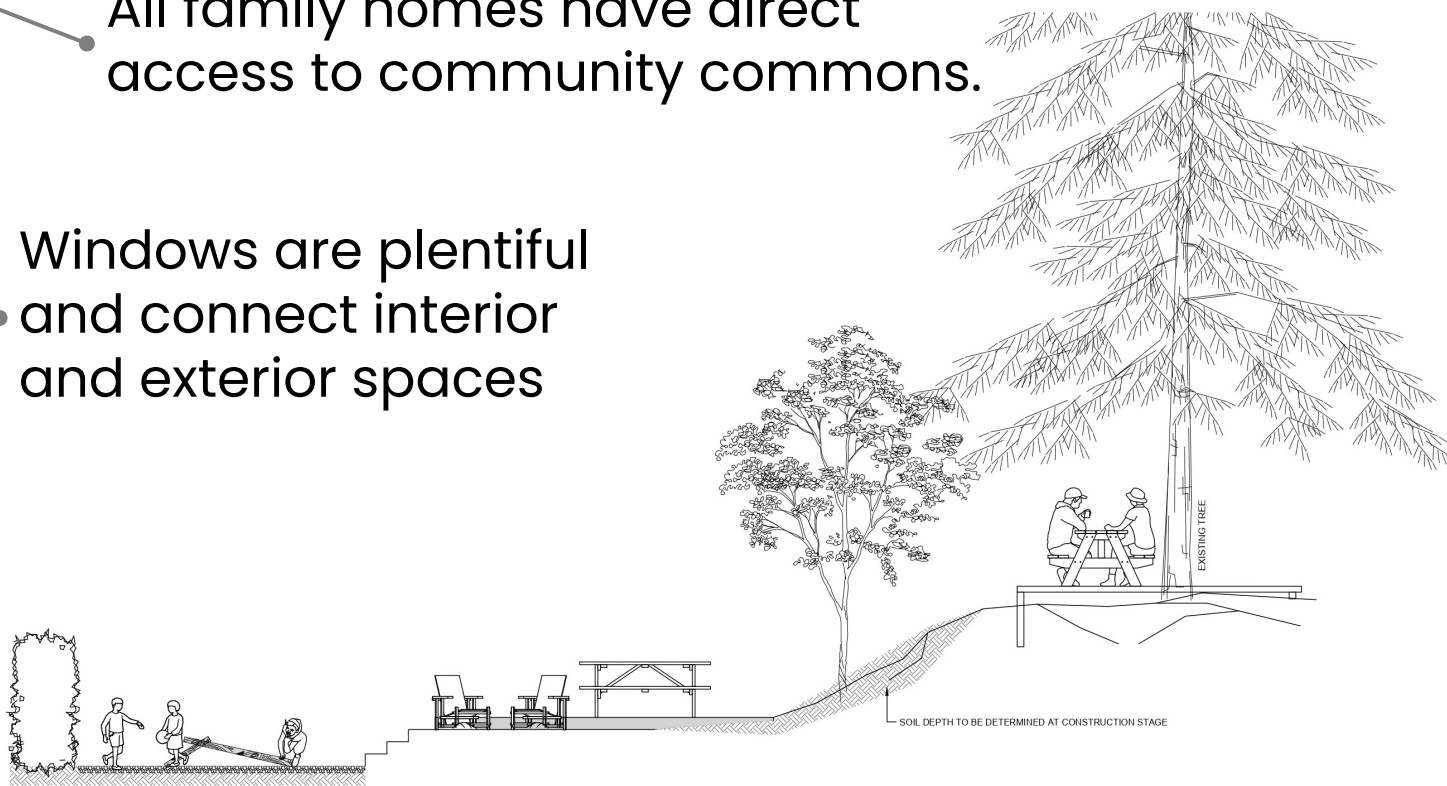 All family homes have direct
access to community commons.
Windows are plentiful
and connect interior
and exterior spaces
EXISTING TREE
SOIL DEPTH TO BE DETERMINED AT CONSTRUCTION STAGE